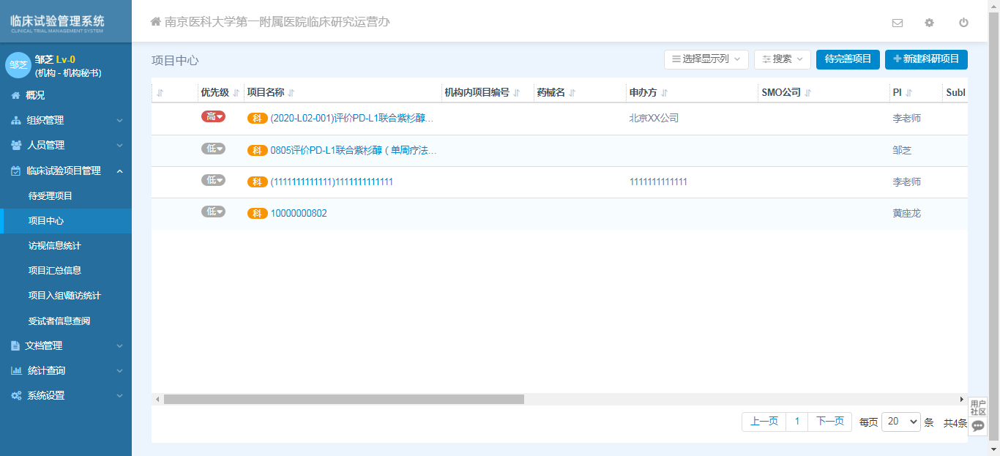 临床试验管理系统
CLINICAL TRIAL MANAGEMENT SYSTEM
南京医科大学第一附属医院临床研究运营办
邹芝
邹芝 Lv-0
(机构 - 机构秘书)
概况
组织管理
人员管理
临床试验项目管理
待受理项目
项目中心
访视信息统计
项目汇总信息
项目入组\随访统计
受试者信息查阅
文档管理
统计查询
系统设置
项目中心
选择显示列
搜索
待完善项目
新建科研项目
优先级 项目名称 机构内项目编号 药械名 申办方 SMO公司 PI SubI
高 科 (2020-L02-001)评价PD-L1联合紫杉醇... 北京XX公司 李老师
低 科 0805评价PD-L1联合紫杉醇（单周疗法... 邹芝
低 科 (1111111111111)1111111111111 1111111111111 李老师
低 科 10000000802 黄座龙
上一页 1 下一页 每页 20 条 共4条
用户
社区